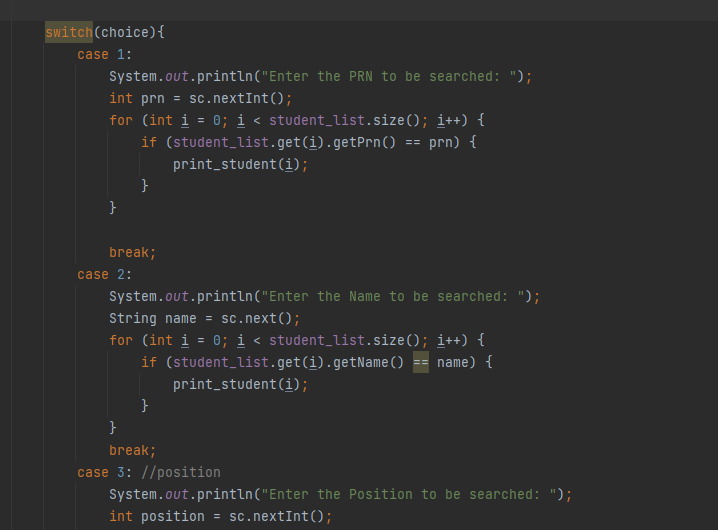 switch(choice){
case 1:
System.out.println("Enter the PRN to be searched: ");
int prn = sc.nextInt();
for (int i = 0; i < student_list.size(); i++) {
if (student_list.get(i).getPrn() == prn) {
print_student(i);
}
}
break;
case 2:
System.out.println("Enter the Name to be searched: ");
String name = sc.next();
for (int i = 0; i < student_list.size(); i++) {
if (student_list.get(i).getName() == name) {
print_student(i);
}
}
break;
case 3: //position
System.out.println("Enter the Position to be searched: ");
int position = sc.nextInt();